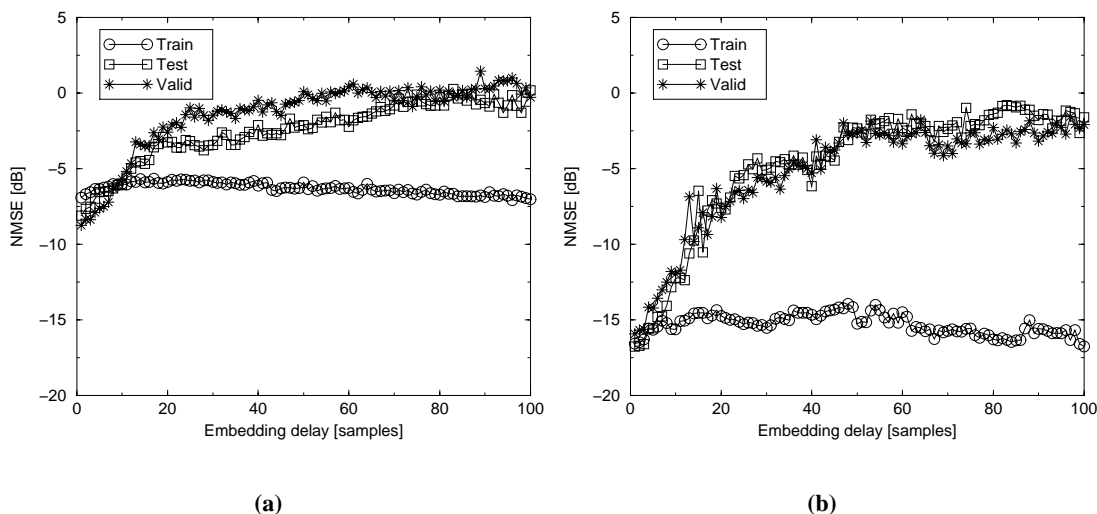 5
0
−5
−10
−15
−20
NMSE [dB]
0 20 40 60 80 100
Embedding delay [samples]
Train
Test
Valid
(a)
5
0
−5
−10
−15
−20
NMSE [dB]
0 20 40 60 80 100
Embedding delay [samples]
Train
Test
Valid
(b)